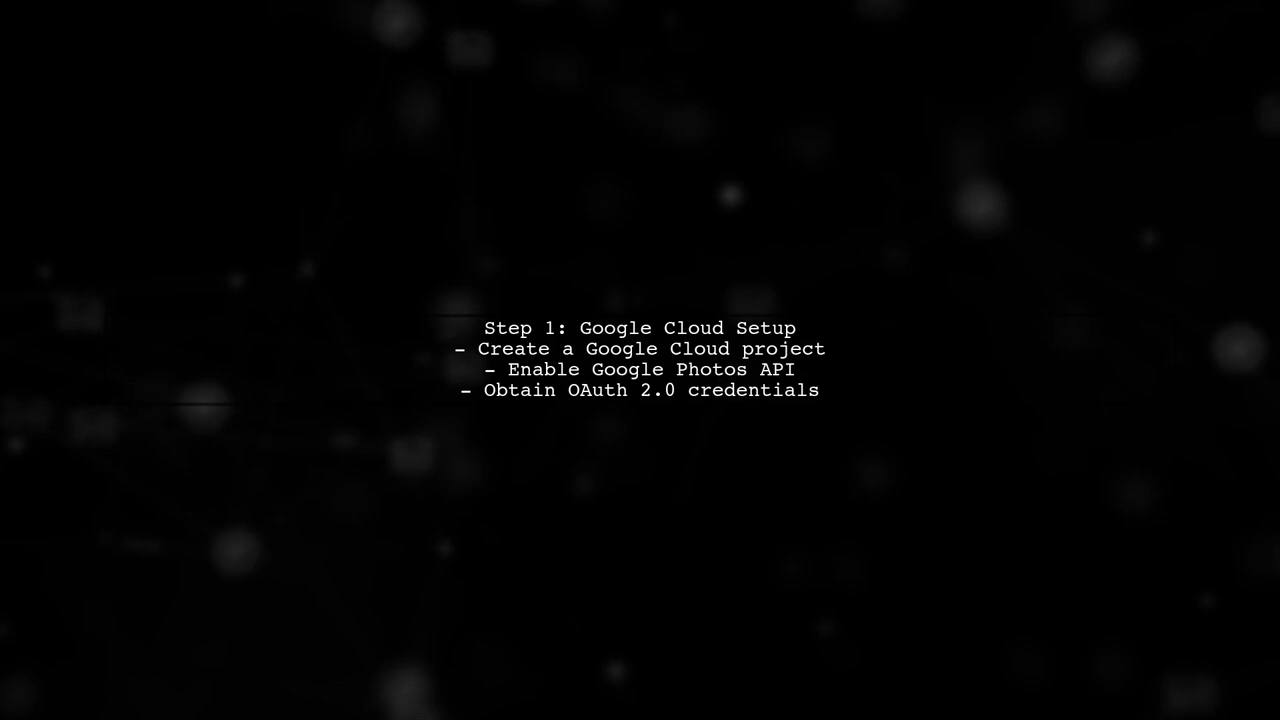 Step 1: Google Cloud Setup
- Create a Google Cloud project
- Enable Google Photos API
- Obtain OAuth 2.0 credentials